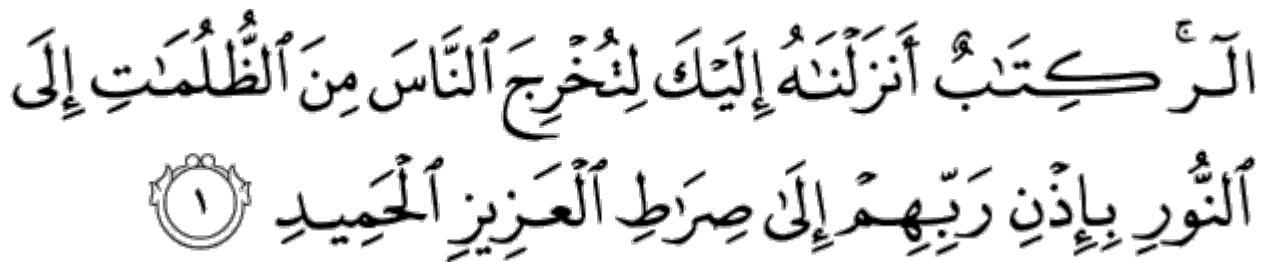 الٓرۚ كِتَٰبٌ أَنزَلْنَٰهُ إِلَيْكَ لِتُخْرِجَ ٱلنَّاسَ مِنَ ٱلظُّلُمَٰتِ إِلَى
ٱلنُّورِ بِإِذْنِ رَبِّهِمْ إِلَىٰ صِرَٰطِ ٱلْعَزِيزِ ٱلْحَمِيدِ ١